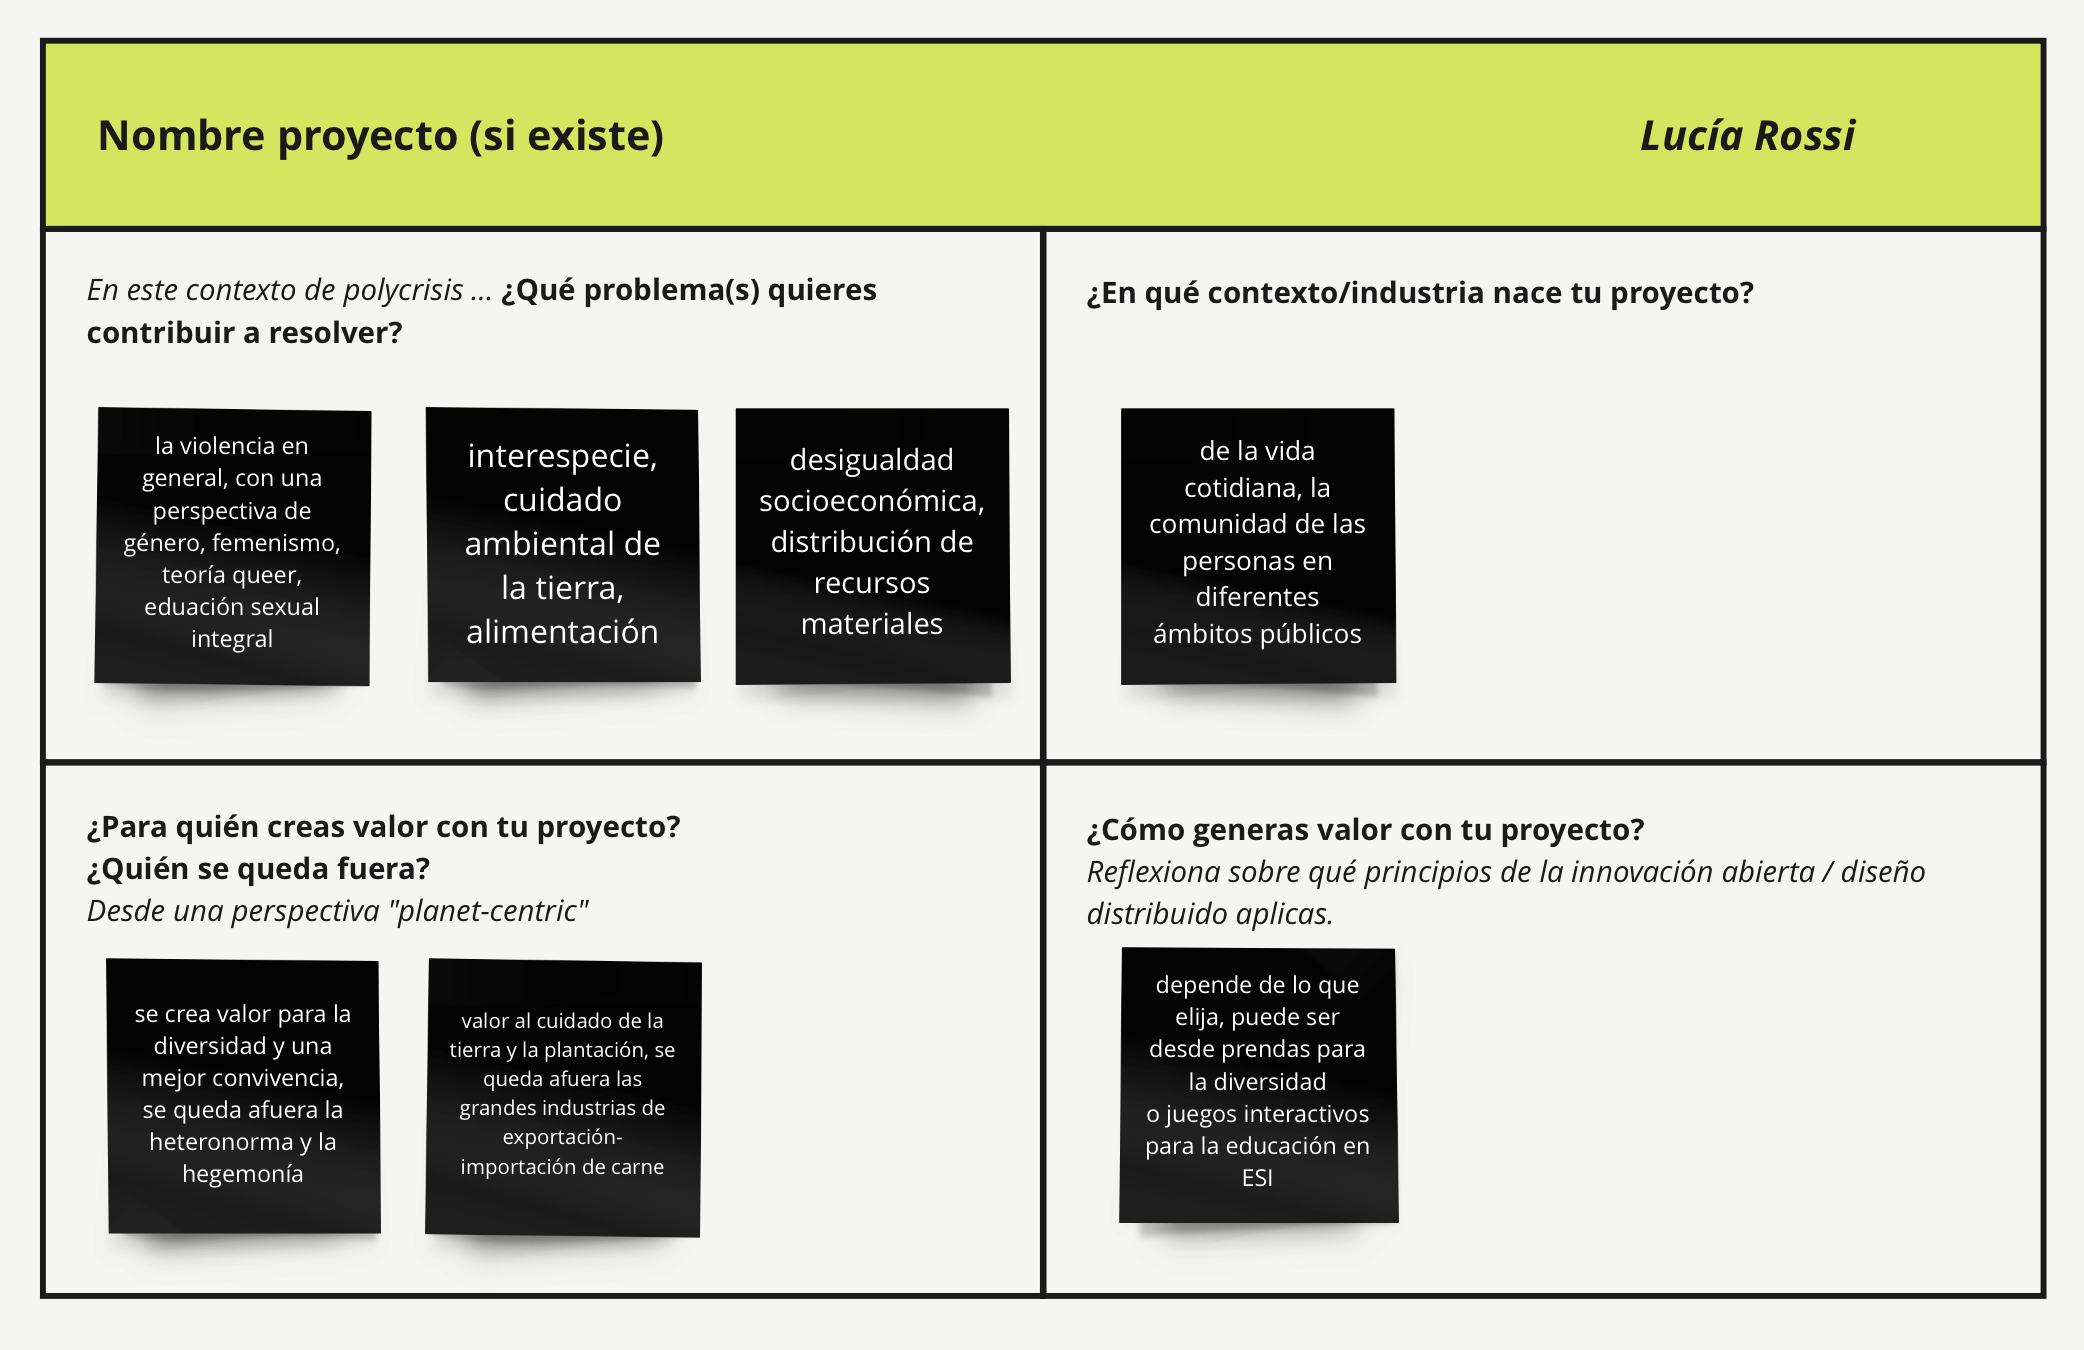 Nombre proyecto (si existe)
Lucía Rossi
En este contexto de polycrisis ... ¿Qué problema(s) quieres
contribuir a resolver?
la violencia en
general, con una
perspectiva de
género, femenismo,
teoría queer,
eduación sexual
integral
interespecie,
cuidado
ambiental de
la tierra,
alimentación
desigualdad
socioeconómica,
distribución de
recursos
materiales
¿En qué contexto/industria nace tu proyecto?
de la vida
cotidiana, la
comunidad de las
personas en
diferentes
ámbitos públicos
¿Para quién creas valor con tu proyecto?
¿Quién se queda fuera?
Desde una perspectiva "planet-centric"
se crea valor para la
diversidad y una
mejor convivencia,
se queda afuera la
heteronorma y la
hegemonía
valor al cuidado de la
tierra y la plantación, se
queda afuera las
grandes industrias de
exportación-
importación de carne
¿Cómo generas valor con tu proyecto?
Reflexiona sobre qué principios de la innovación abierta / diseño
distribuido aplicas.
depende de lo que
elija, puede ser
desde prendas para
la diversidad
o juegos interactivos
para la educación en
ESI